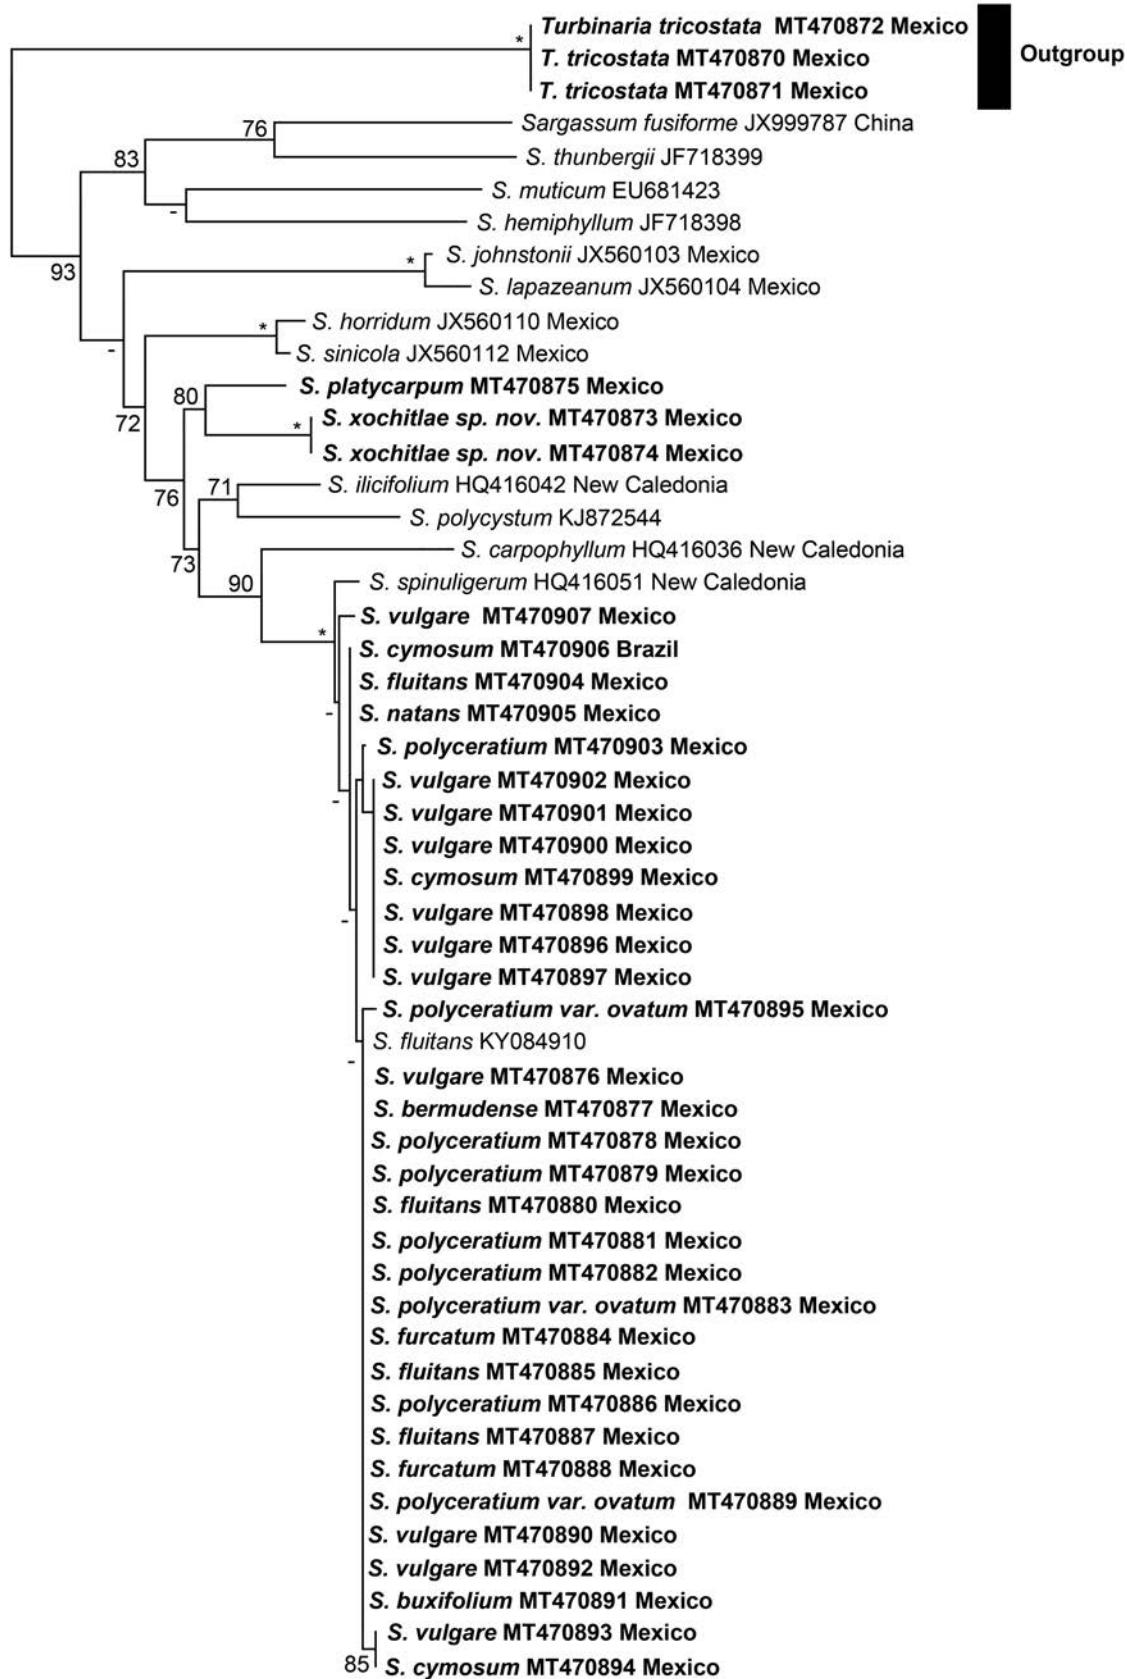 Turbinaria tricostata MT470872 Mexico
Outgroup
*
T. tricostata MT470870 Mexico
T. tricostata MT470871 Mexico
Sargassum fusiforme JX999787 China
76
S. thunbergii JF718399
83
S. muticum EU681423
-
S. hemiphyllum JF718398
S. johnstonii JX560103 Mexico
*
93
S. lapazeanum JX560104 Mexico
S. horridum JX560110 Mexico
*
-
S. sinicola JX560112 Mexico
S. platycarpum MT470875 Mexico
80
72
S. xochitlae sp. nov. MT470873 Mexico
*
S. xochitlae sp. nov. MT470874 Mexico
S. ilicifolium HQ416042 New Caledonia
71
76
S. polycystum KJ872544
S. carpophyllum HQ416036 New Caledonia
73
90
S. spinuligerum HQ416051 New Caledonia
S. vulgare MT470907 Mexico
*
S. cymosum MT470906 Brazil
S. fluitans MT470904 Mexico
S. natans MT470905 Mexico
-
S. polyceratium MT470903 Mexico
S. vulgare MT470902 Mexico
-
S. vulgare MT470901 Mexico
S. vulgare MT470900 Mexico
S. cymosum MT470899 Mexico
S. vulgare MT470898 Mexico
-
S. vulgare MT470896 Mexico
S. vulgare MT470897 Mexico
S. polyceratium var. ovatum MT470895 Mexico
S. fluitans KY084910
-
S. vulgare MT470876 Mexico
S. bermudense MT470877 Mexico
S. polyceratium MT470878 Mexico
S. polyceratium MT470879 Mexico
S. fluitans MT470880 Mexico
S. polyceratium MT470881 Mexico
S. polyceratium MT470882 Mexico
S. polyceratium var. ovatum MT470883 Mexico
S. furcatum MT470884 Mexico
S. fluitans MT470885 Mexico
S. polyceratium MT470886 Mexico
S. fluitans MT470887 Mexico
S. furcatum MT470888 Mexico
S. polyceratium var. ovatum MT470889 Mexico
S. vulgare MT470890 Mexico
S. vulgare MT470892 Mexico
S. buxifolium MT470891 Mexico
S. vulgare MT470893 Mexico
85
S. cymosum MT470894 Mexico